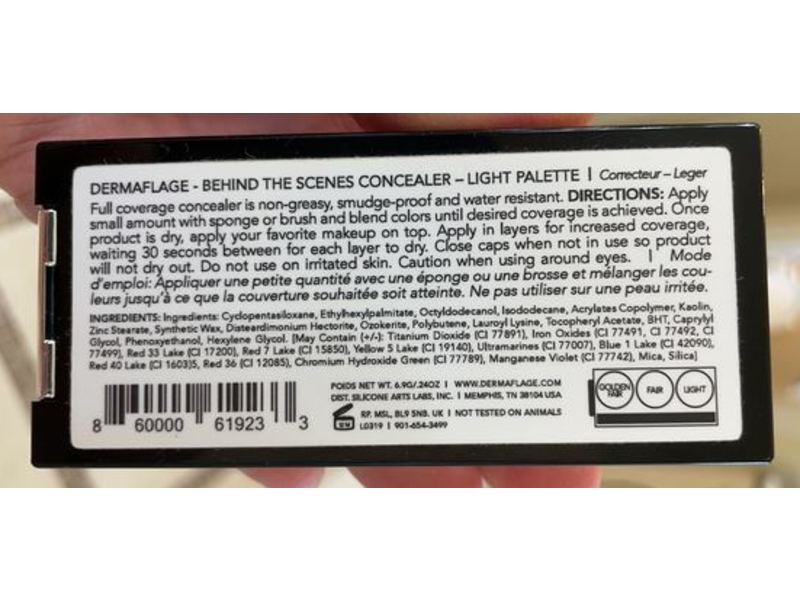 DERMAFLAGE - BEHIND THE SCENES CONCEALER – LIGHT PALETTE | Correcteur – Leger
Full coverage concealer is non-greasy, smudge-proof and water resistant. DIRECTIONS: Apply
small amount with sponge or brush and blend colors until desired coverage is achieved. Once
product is dry, apply your favorite makeup on top. Apply in layers for increased coverage,
waiting 30 seconds between for each layer to dry. Close caps when not in use so product
will not dry out. Do not use on irritated skin. Caution when using around eyes. | Mode
d'emploi: Appliquer une petite quantité avec une éponge ou une brosse et mélanger les cou-
leurs jusqu'à ce que la couverture souhaitée soit atteinte. Ne pas utiliser sur une peau irritée.
INGREDIENTS: Ingredients: Cyclopentasiloxane, Ethylhexylpalmitate, Octyldodecanol, Isododecane, Acrylates Copolymer, Kaolin,
Zinc Stearate, Synthetic Wax, Disteardimonium Hectorite, Ozokerite, Polybutene, Lauroyl Lysine, Tocopheryl Acetate, BHT, Caprylyl
Glycol, Phenoxyethanol, Hexylene Glycol. [May Contain (+/-): Titanium Dioxide (CI 77891), Iron Oxides (CI 77491, CI 77492, CI
77499), Red 33 Lake (CI 17200), Red 7 Lake (CI 15850), Yellow 5 Lake (CI 19140), Ultramarines (CI 77007), Blue 1 Lake (CI 42090),
Red 40 Lake (CI 1603)5, Red 36 (CI 12085), Chromium Hydroxide Green (CI 77789), Manganese Violet (CI 77742), Mica, Silica]
POIDS NET WT. 6.9G/.24OZ | WWW.DERMAFLAGE.COM
DIST. SILICONE ARTS LABS, INC. | MEMPHIS, TN 38104 USA
RP. MSL, BL9 5NB. UK | NOT TESTED ON ANIMALS
L0319 | 901-654-3499
8 60000 61923 3
GOLDEN FAIR
FAIR
LIGHT